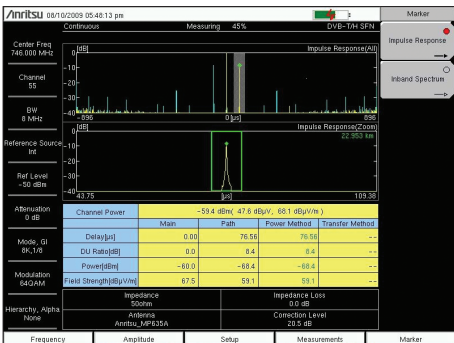 Anritsu 08/10/2009 05:48:13 pm
Marker
Continuous Measuring 45% DVB-T/H SFN
Center Freq
746.000 MHz
Channel
55
BW
8 MHz
Reference Source
Int
Ref Level
-50 dBm
Attenuation
0 dB
Mode, GI
8K,1/8
Modulation
64QAM
Hierarchy, Alpha
None
[dB] Impulse Response(All)
0
-10
-20
-30
-40
-896 0 [µs] 896
[dB] Impulse Response(Zoom)
22.953 km
0
-20
-40
43.75 [µs] 109.38
Channel Power -59.4 dBm( 47.6 dBµV, 68.1 dBµV/m )
Main Path Power Method Transfer Method
Delay[µs] 0.00 76.56 76.56 --
DU Ratio[dB] 0.0 8.4 8.4 --
Power[dBm] -60.0 -68.4 -68.4 --
Field Strength[dBµV/m] 67.5 59.1 59.1 --
Impedance
50ohm
Impedance Loss
0.0 dB
Antenna
Anritsu_MP635A
Correction Level
20.5 dB
Impulse Response
Inband Spectrum
Frequency Amplitude Setup Measurements Marker